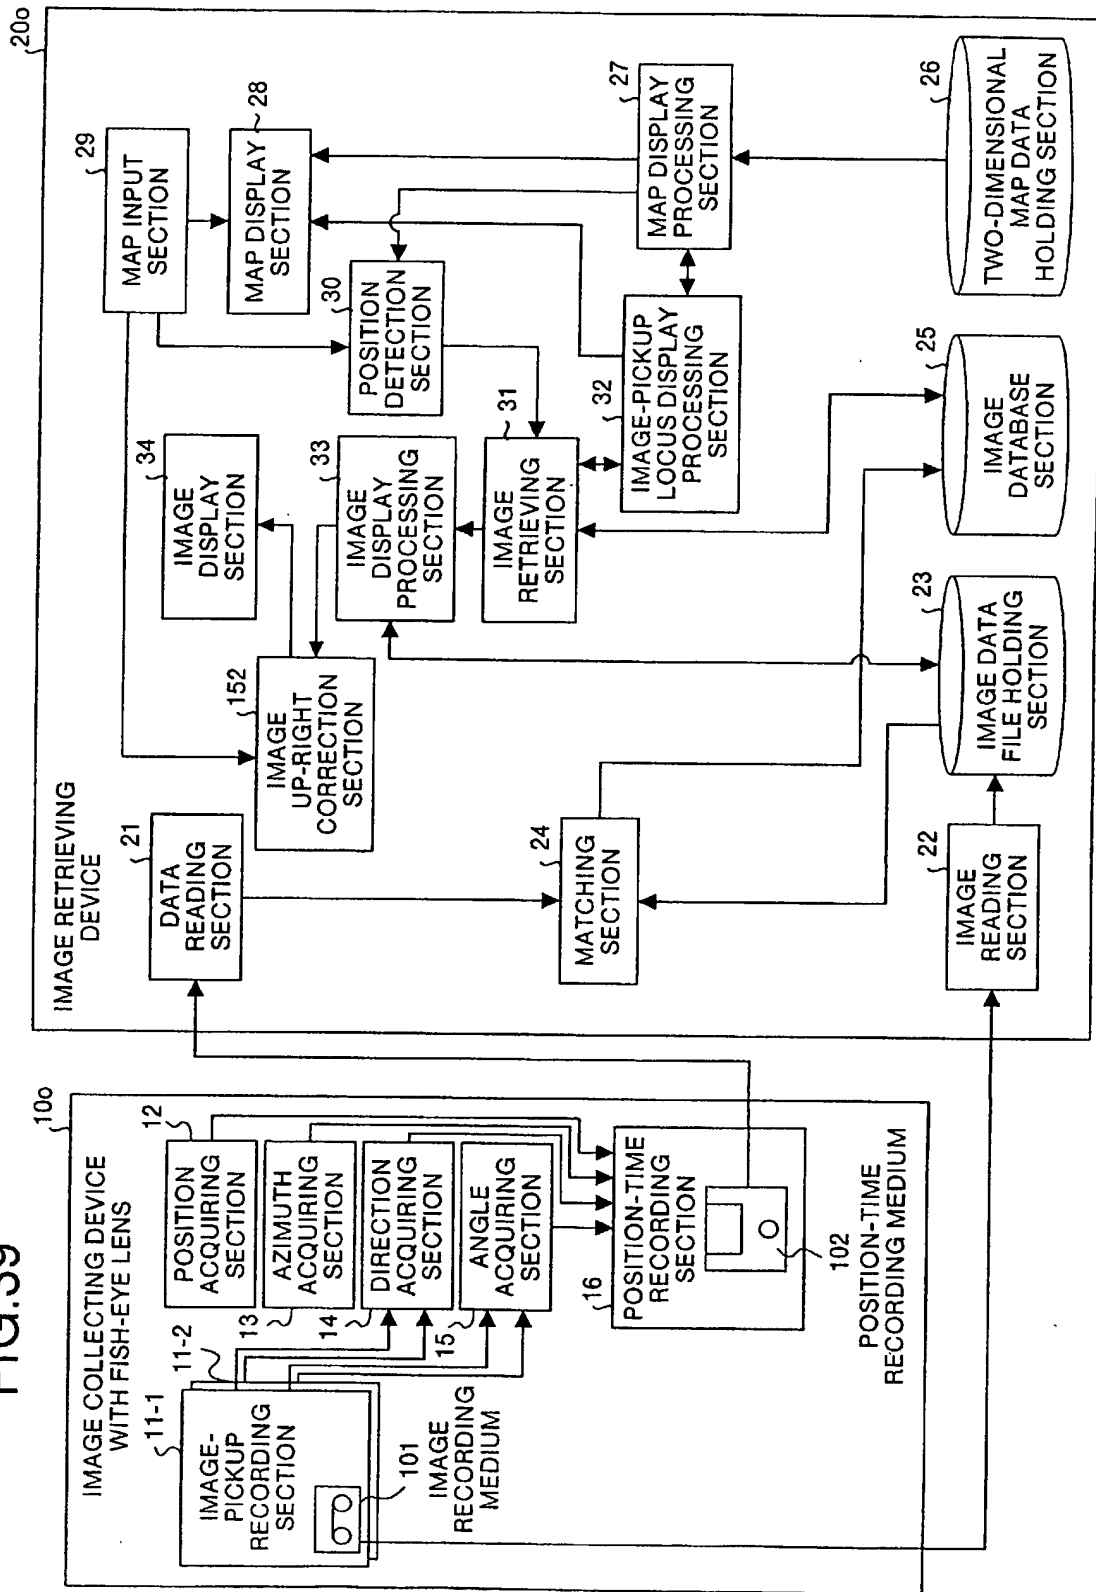 FIG.39
10o
IMAGE COLLECTING DEVICE
WITH FISH-EYE LENS
11-1
11-2
IMAGE-
PICKUP
RECORDING
SECTION
101
IMAGE
RECORDING
MEDIUM
12
POSITION
ACQUIRING
SECTION
13
AZIMUTH
ACQUIRING
SECTION
14
DIRECTION
ACQUIRING
SECTION
15
ANGLE
ACQUIRING
SECTION
16
POSITION-TIME
RECORDING
SECTION
102
POSITION-TIME
RECORDING MEDIUM
20o
IMAGE RETRIEVING
DEVICE
21
DATA
READING
SECTION
152
IMAGE
UP-RIGHT
CORRECTION
SECTION
34
IMAGE
DISPLAY
SECTION
29
MAP INPUT
SECTION
28
MAP DISPLAY
SECTION
30
POSITION
DETECTION
SECTION
33
IMAGE
DISPLAY
PROCESSING
SECTION
31
IMAGE
RETRIEVING
SECTION
32
IMAGE-PICKUP
LOCUS DISPLAY
PROCESSING
SECTION
27
MAP DISPLAY
PROCESSING
SECTION
24
MATCHING
SECTION
22
IMAGE
READING
SECTION
23
IMAGE DATA
FILE HOLDING
SECTION
25
IMAGE
DATABASE
SECTION
26
TWO-DIMENSIONAL
MAP DATA
HOLDING SECTION